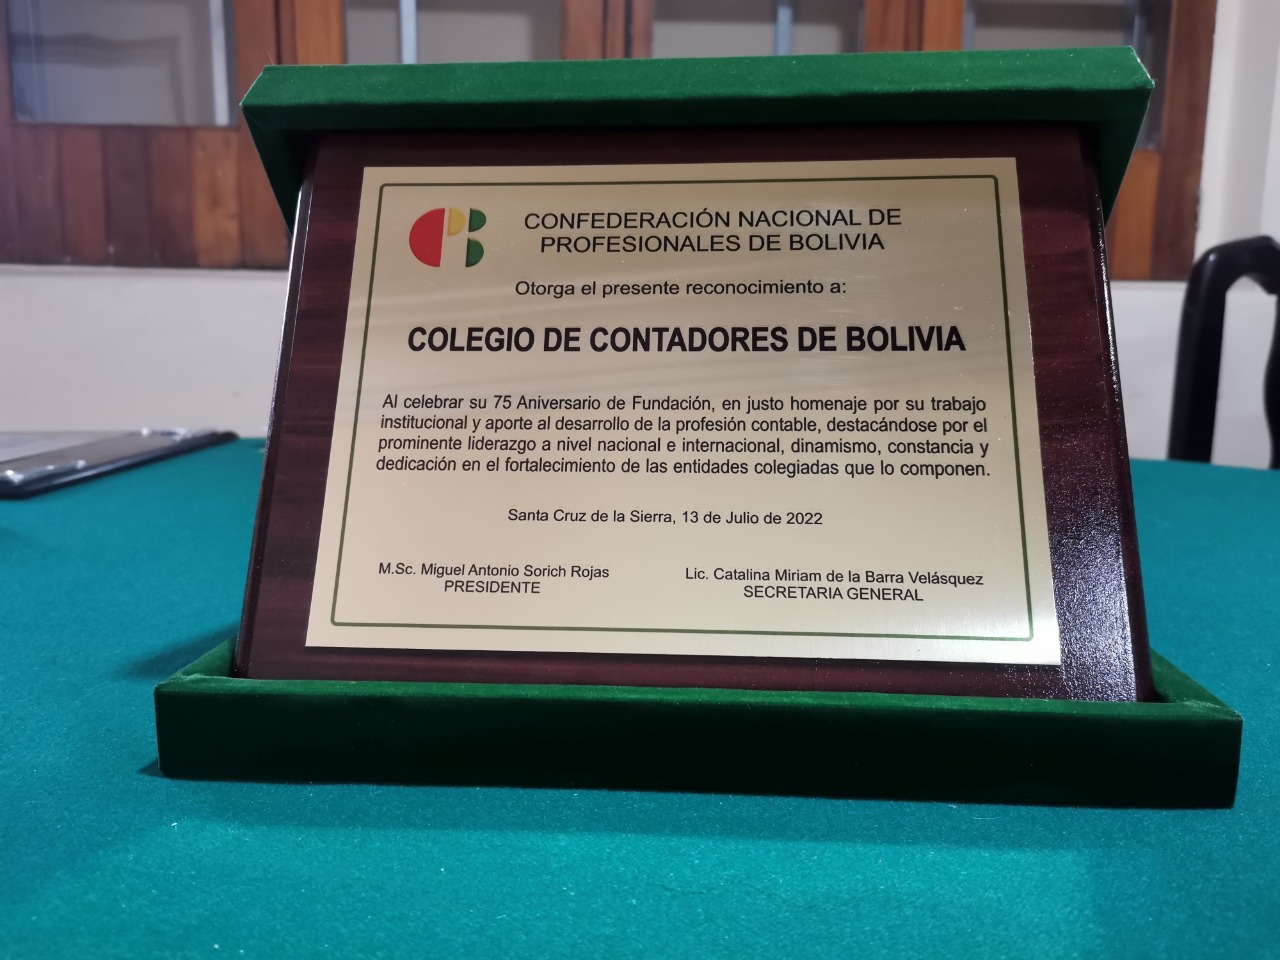 CONFEDERACIÓN NACIONAL DE
PROFESIONALES DE BOLIVIA
Otorga el presente reconocimiento a:
COLEGIO DE CONTADORES DE BOLIVIA
Al celebrar su 75 Aniversario de Fundación, en justo homenaje por su trabajo
institucional y aporte al desarrollo de la profesión contable, destacándose por el
prominente liderazgo a nivel nacional e internacional, dinamismo, constancia y
dedicación en el fortalecimiento de las entidades colegiadas que lo componen.
Santa Cruz de la Sierra, 13 de Julio de 2022
M.Sc. Miguel Antonio Sorich Rojas
PRESIDENTE
Lic. Catalina Miriam de la Barra Velásquez
SECRETARIA GENERAL